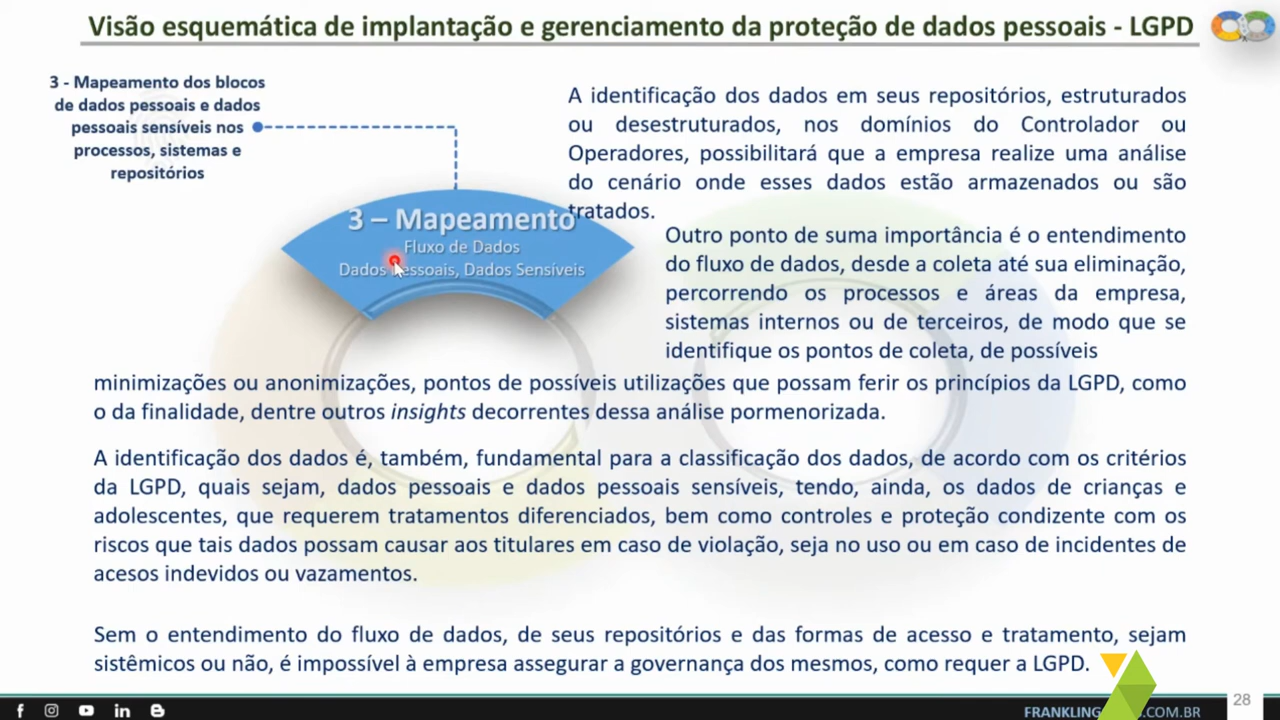 Visão esquemática de implantação e gerenciamento da proteção de dados pessoais - LGPD
3 - Mapeamento dos blocos
de dados pessoais e dados
pessoais sensíveis nos
processos, sistemas e
repositórios
3 – Mapeamento
Fluxo de Dados
Dados Pessoais, Dados Sensíveis
A identificação dos dados em seus repositórios, estruturados
ou desestruturados, nos domínios do Controlador ou
Operadores, possibilitará que a empresa realize uma análise
do cenário onde esses dados estão armazenados ou são
tratados.
Outro ponto de suma importância é o entendimento
do fluxo de dados, desde a coleta até sua eliminação,
percorrendo os processos e áreas da empresa,
sistemas internos ou de terceiros, de modo que se
identifique os pontos de coleta, de possíveis
minimizações ou anonimizações, pontos de possíveis utilizações que possam ferir os princípios da LGPD, como
o da finalidade, dentre outros insights decorrentes dessa análise pormenorizada.
A identificação dos dados é, também, fundamental para a classificação dos dados, de acordo com os critérios
da LGPD, quais sejam, dados pessoais e dados pessoais sensíveis, tendo, ainda, os dados de crianças e
adolescentes, que requerem tratamentos diferenciados, bem como controles e proteção condizente com os
riscos que tais dados possam causar aos titulares em caso de violação, seja no uso ou em caso de incidentes de
acesos indevidos ou vazamentos.
Sem o entendimento do fluxo de dados, de seus repositórios e das formas de acesso e tratamento, sejam
sistêmicos ou não, é impossível à empresa assegurar a governança dos mesmos, como requer a LGPD.
.COM.BR
28